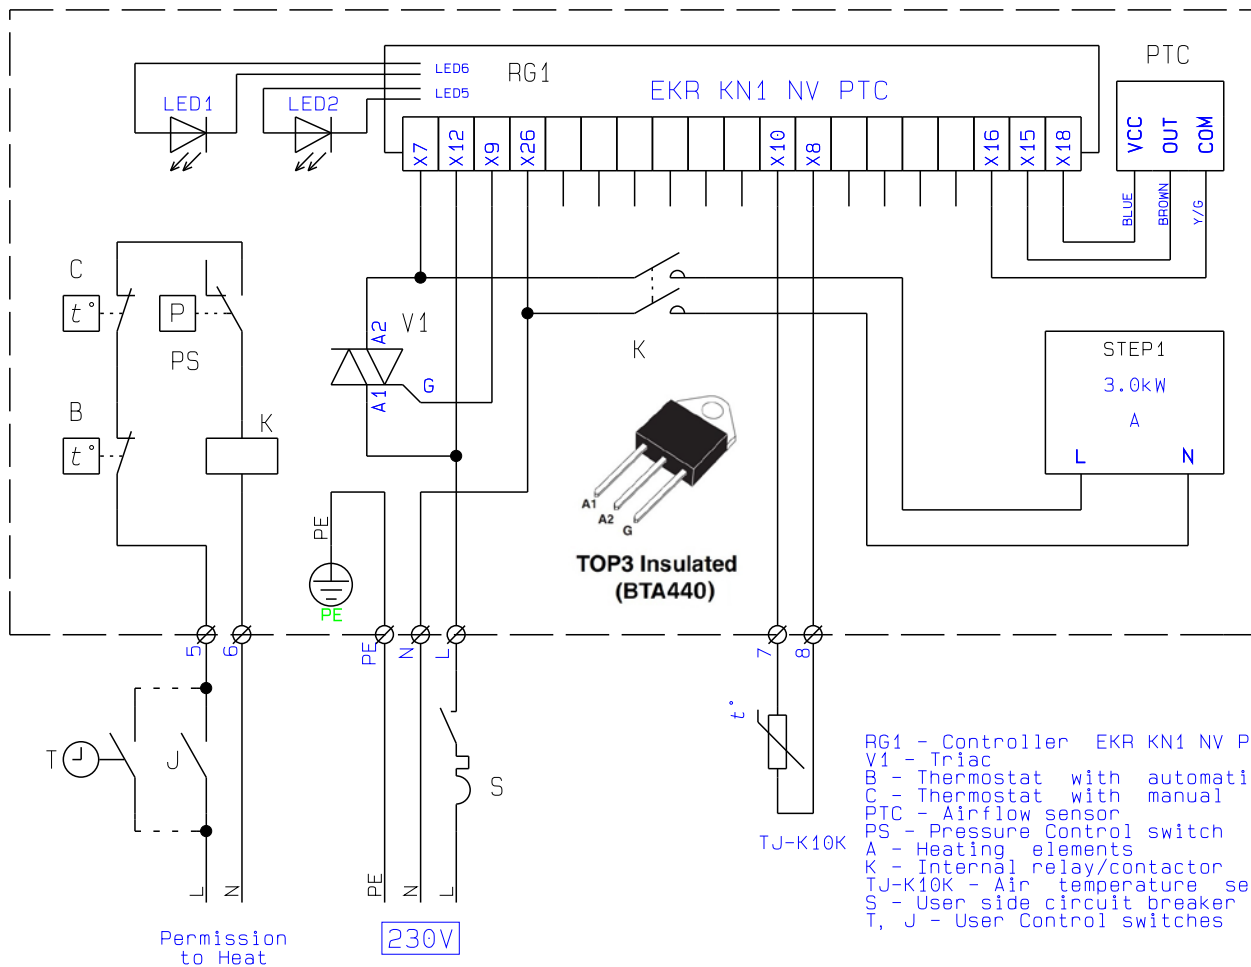 PTC
LED6
RG1
EKR KN1 NV PTC
LED5
LED1
LED2
X7
X12
X9
X26
X10
X8
X16
X15
X18
VCC
OUT
COM
BLUE
BROWN
Y/G
C
t°
P
PS
A2
V1
K
G
A1
B
t°
K
STEP1
3.0kW
A
L
N
A1
A2
G
TOP3 Insulated
(BTA440)
PE
PE
5
6
PE
N
L
7
8
t°
T
J
S
TJ-K10K
L
N
PE
N
L
Permission
to Heat
230V
RG1 - Controller EKR KN1 NV P
V1 - Triac
B - Thermostat with automati
C - Thermostat with manual
PTC - Airflow sensor
PS - Pressure Control switch
A - Heating elements
K - Internal relay/contactor
TJ-K10K - Air temperature se
S - User side circuit breaker
T, J - User Control switches